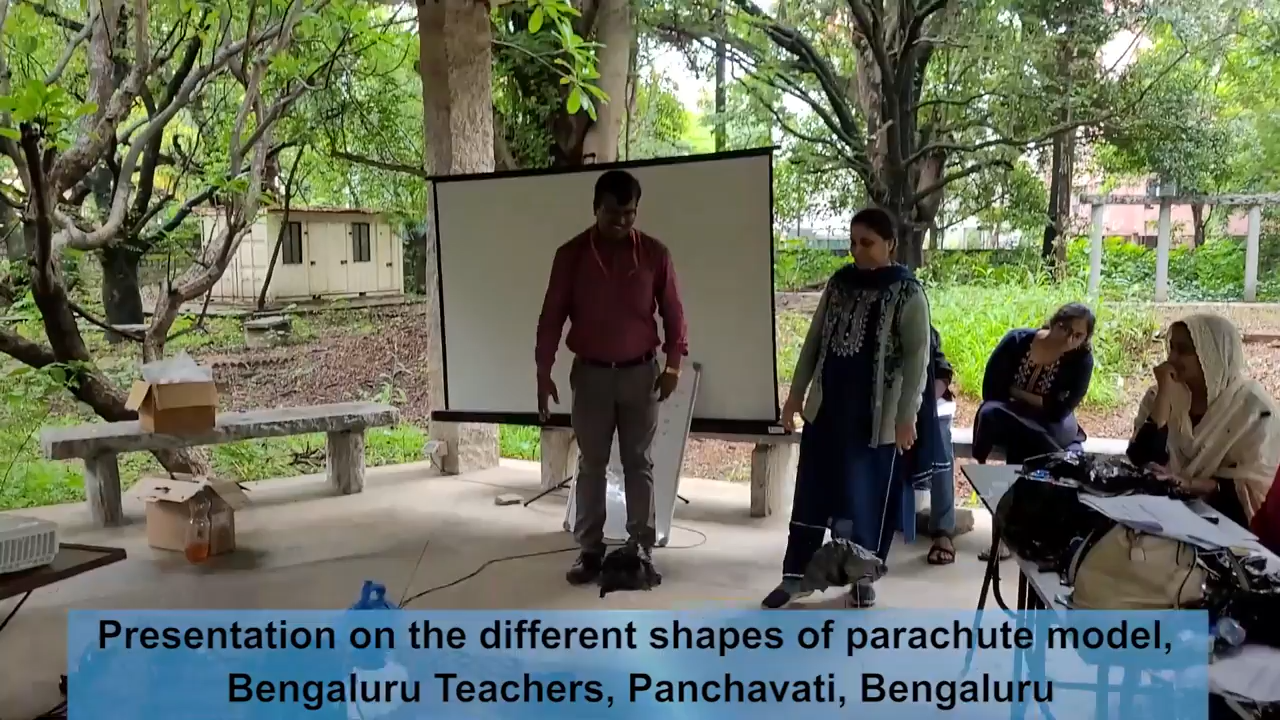 Presentation on the different shapes of parachute model,
Bengaluru Teachers, Panchavati, Bengaluru